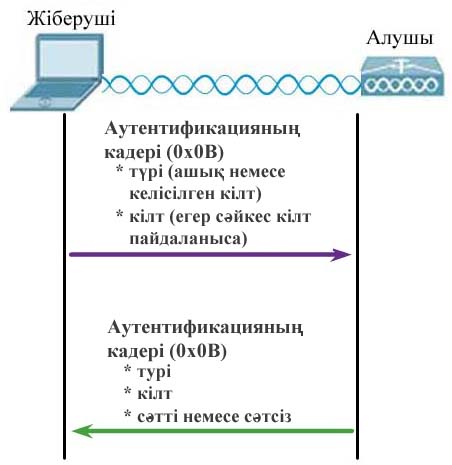 Жіберуші
Алушы
Аутентификацияның
кадері (0x0B)
* түрі (ашық немесе
келісілген кілт)
* кілт (егер сәйкес кілт
пайдаланыса)
Аутентификацияның
кадері (0x0B)
* турі
* кілт
* сәтті немесе сәтсіз